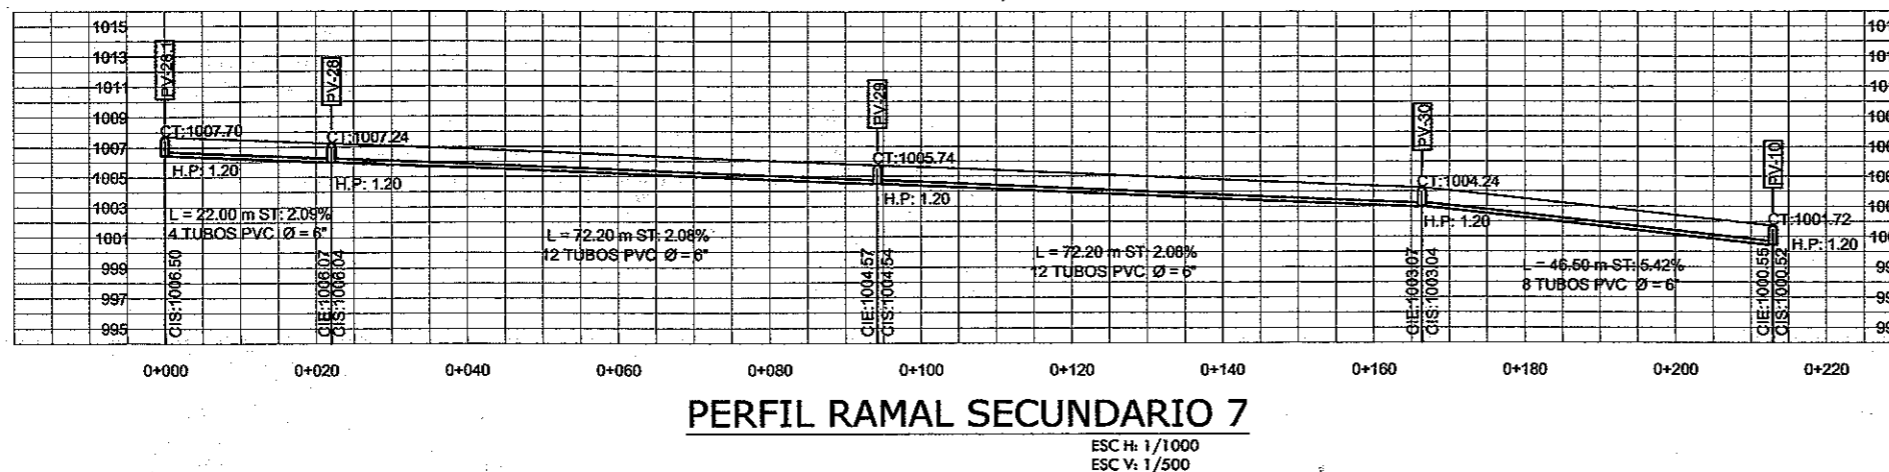 1015
1013
1011
1009
1007
1005
1003
1001
999
997
995
PV-28.1
PV-28
PV-29
PV-30
PV-10
CT:1007.70
CT:1007.24
CT:1005.74
CT:1004.24
CT:1001.72
H.P: 1.20
H.P: 1.20
H.P: 1.20
H.P: 1.20
H.P: 1.20
L = 22.00 m ST: 2.09%
4 TUBOS PVC Ø = 6"
L = 72.20 m ST: 2.08%
12 TUBOS PVC Ø = 6"
L = 72.20 m ST: 2.08%
12 TUBOS PVC Ø = 6"
L = 46.50 m ST: 5.42%
8 TUBOS PVC Ø = 6"
CIS:1006.50
CIE:1006.07
CIS:1006.04
CIE:1004.57
CIS:1004.54
CIE:1003.07
CIS:1003.04
CIE:1000.55
CIS:1000.52
0+000
0+020
0+040
0+060
0+080
0+100
0+120
0+140
0+160
0+180
0+200
0+220
PERFIL RAMAL SECUNDARIO 7
ESC H: 1/1000
ESC V: 1/500